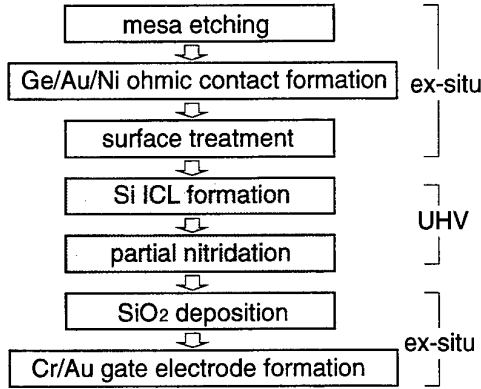 mesa etching
Ge/Au/Ni ohmic contact formation
ex-situ
surface treatment
Si ICL formation
UHV
partial nitridation
SiO2 deposition
ex-situ
Cr/Au gate electrode formation